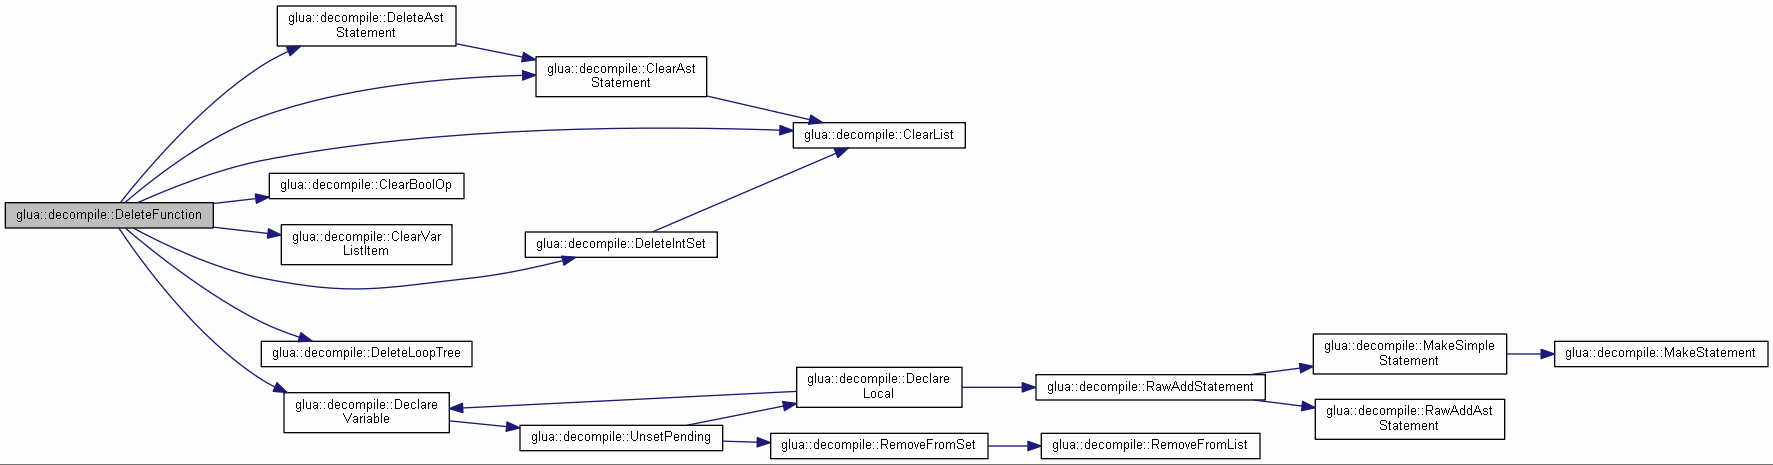 glua::decompile::DeleteAst
Statement
glua::decompile::ClearAst
Statement
glua::decompile::ClearList
glua::decompile::ClearBoolOp
glua::decompile::DeleteFunction
glua::decompile::ClearVar
ListItem
glua::decompile::DeleteIntSet
glua::decompile::DeleteLoopTree
glua::decompile::MakeSimple
Statement
glua::decompile::MakeStatement
glua::decompile::Declare
Local
glua::decompile::RawAddStatement
glua::decompile::Declare
Variable
glua::decompile::RawAddAst
Statement
glua::decompile::UnsetPending
glua::decompile::RemoveFromSet
glua::decompile::RemoveFromList